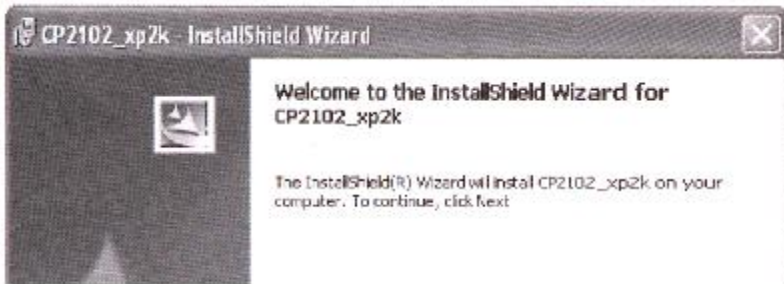 CP2102_xp2k - InstallShield Wizard
Welcome to the InstallShield Wizard for
CP2102_xp2k
The InstallShield(R) Wizard will install CP2102_xp2k on your
computer. To continue, click Next